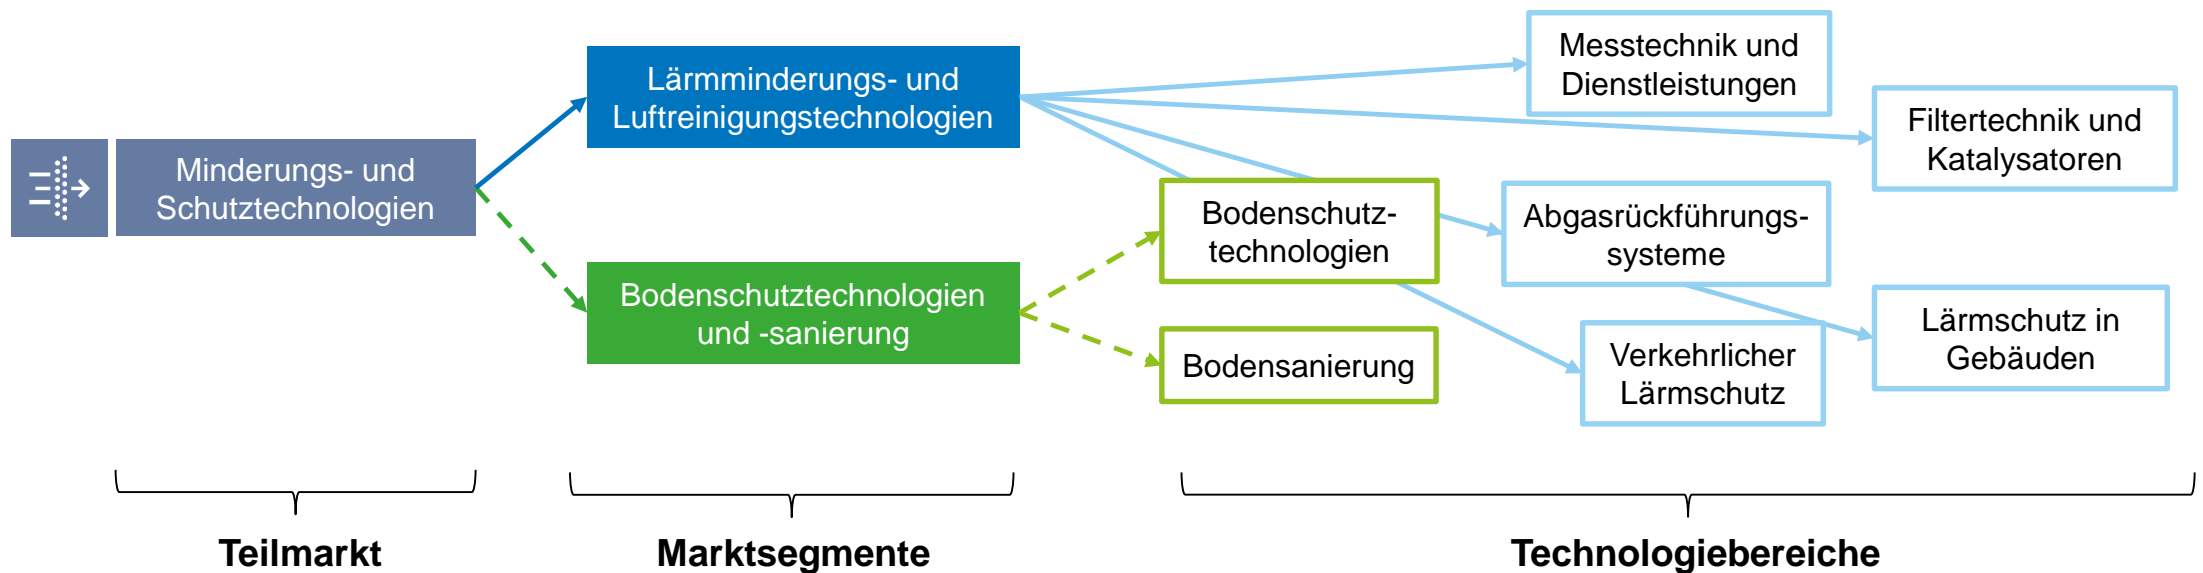 Minderungs- und
Schutztechnologien
Lärmminderungs- und
Luftreinigungstechnologien
Bodenschutztechnologien
und -sanierung
Messtechnik und
Dienstleistungen
Filtertechnik und
Katalysatoren
Bodenschutz-
technologien
Abgasrückführungs-
systeme
Bodensanierung
Verkehrlicher
Lärmschutz
Lärmschutz in
Gebäuden
Teilmarkt
Marktsegmente
Technologiebereiche